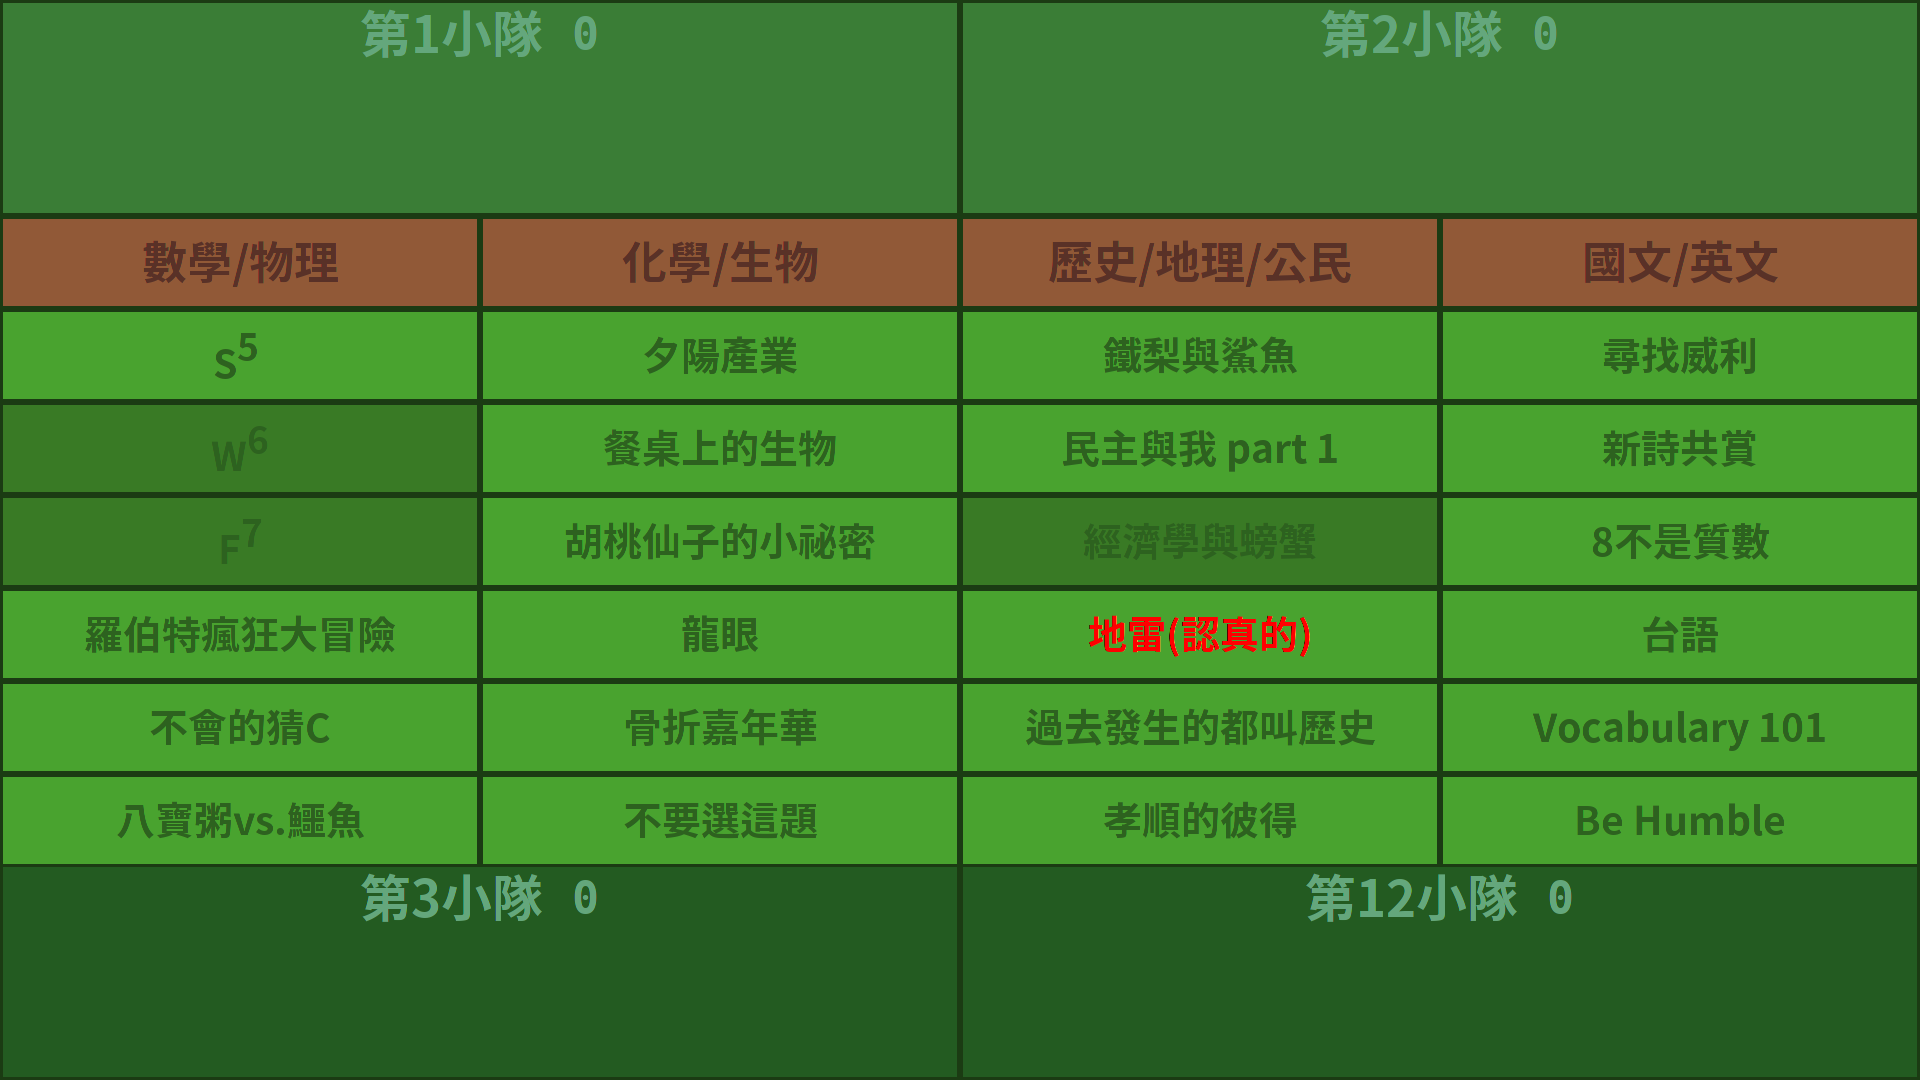 第1小隊 0
第2小隊 0
數學/物理
化學/生物
歷史/地理/公民
國文/英文
S⁵
夕陽產業
鐵梨與鯊魚
尋找威利
W⁶
餐桌上的生物
民主與我 part 1
新詩共賞
F⁷
胡桃仙子的小祕密
經濟學與螃蟹
8不是質數
羅伯特瘋狂大冒險
龍眼
地雷(認真的)
台語
不會的猜C
骨折嘉年華
過去發生的都叫歷史
Vocabulary 101
八寶粥vs.鱷魚
不要選這題
孝順的彼得
Be Humble
第3小隊 0
第12小隊 0